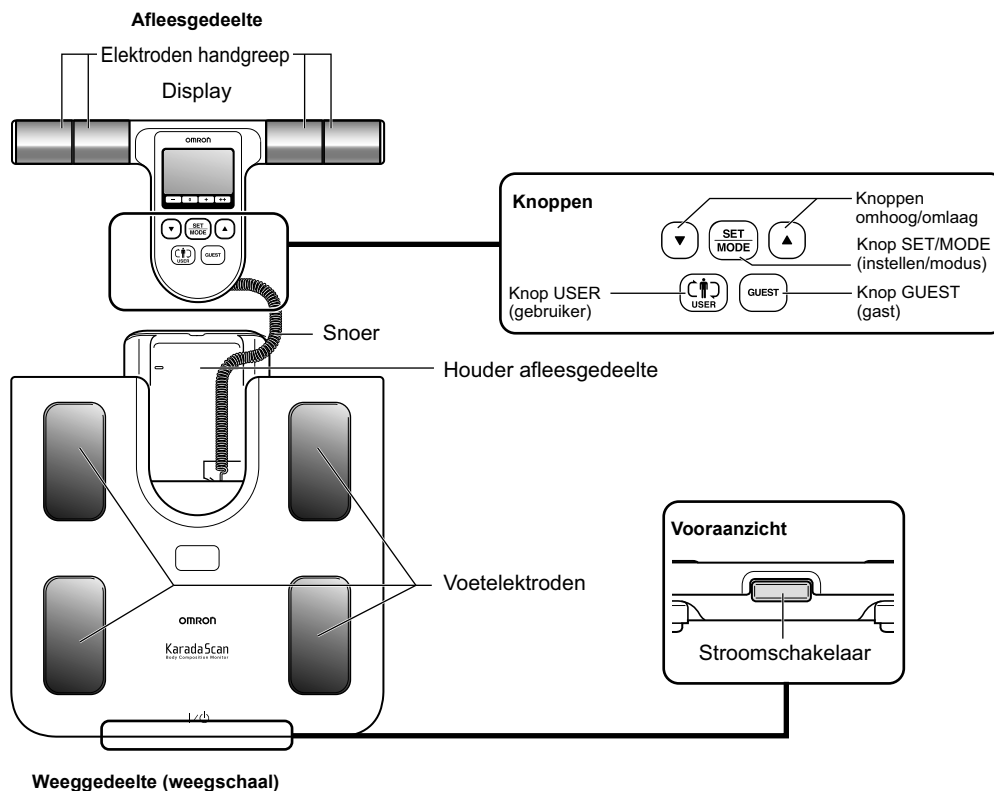 Afleesgedeelte
Elektroden handgreep
Display
OMRON
SET
MODE
USER
GUEST
Knoppen
Knoppen
omhoog/omlaag
SET
MODE
Knop SET/MODE
(instellen/modus)
Knop USER
(gebruiker)
USER
GUEST
Knop GUEST
(gast)
Snoer
Houder afleesgedeelte
Vooraanzicht
Voetelektroden
Stroomschakelaar
OMRON
KaradaScan
Body Composition Monitor
Weeggedeelte (weegschaal)